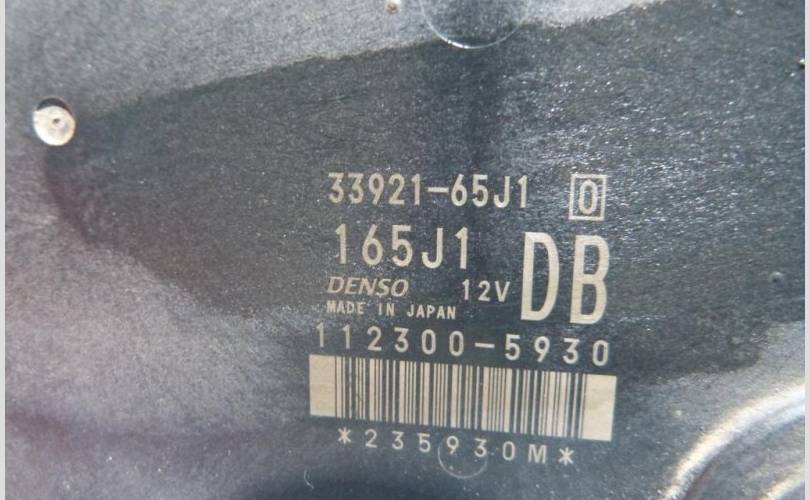 33921-65J1 0
165J1 DB
DENSO 12V
MADE IN JAPAN
112300-5930
*235930M*